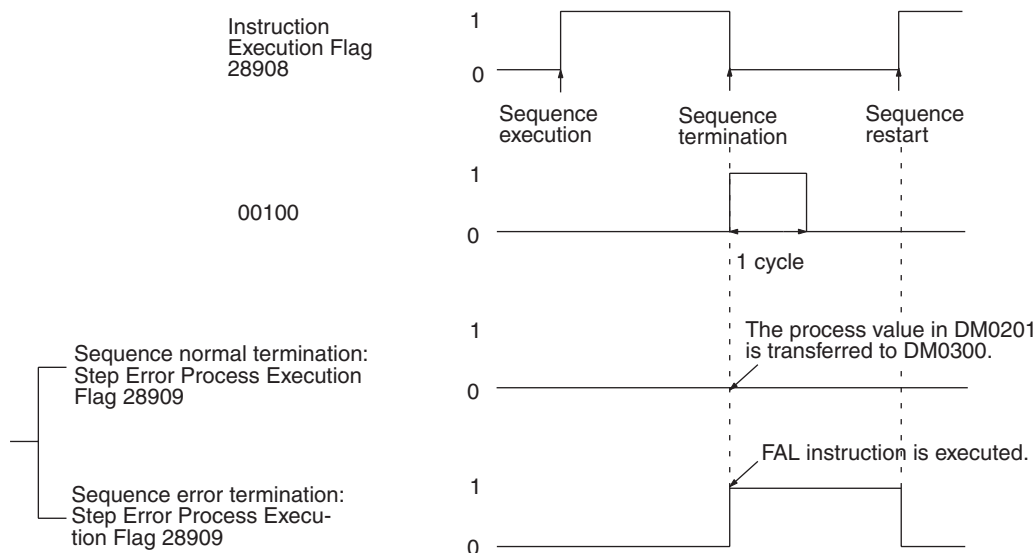 Instruction
Execution Flag
28908
1
0
Sequence
execution
Sequence
termination
Sequence
restart
00100
1
0
1 cycle
Sequence normal termination:
Step Error Process Execution
Flag 28909
1
0
The process value in DM0201
is transferred to DM0300.
Sequence error termination:
Step Error Process Execu-
tion Flag 28909
1
0
FAL instruction is executed.